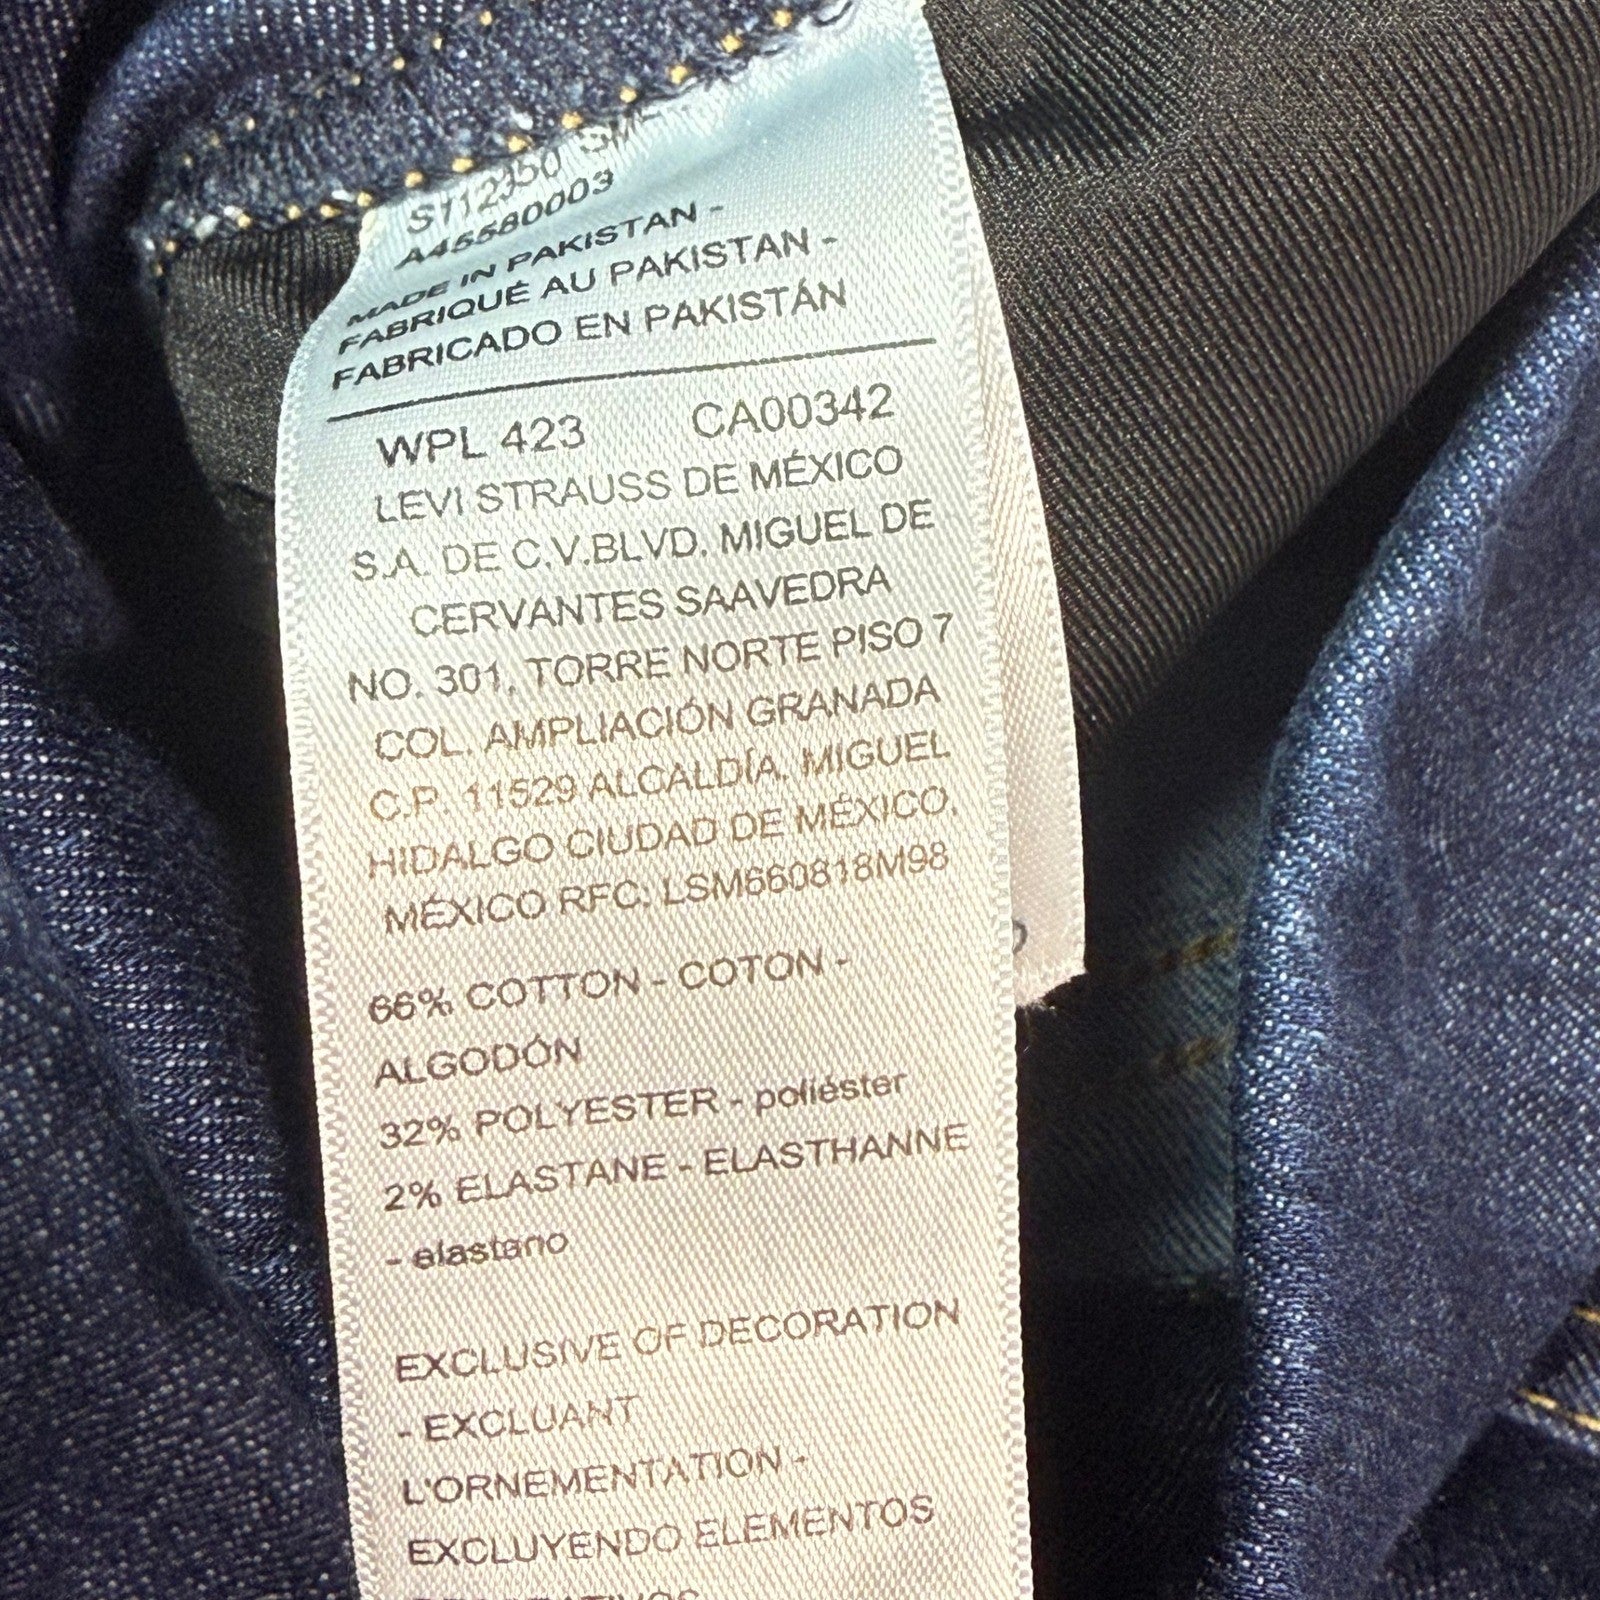 A45580003
MADE IN PAKISTAN -
FABRIQUÉ AU PAKISTAN -
FABRICADO EN PAKISTÁN
WPL 423 CA00342
LEVI STRAUSS DE MÉXICO
S.A. DE C.V.BLVD. MIGUEL DE
CERVANTES SAAVEDRA
NO. 301, TORRE NORTE PISO 7
COL. AMPLIACIÓN GRANADA
C.P. 11529 ALCALDÍA, MIGUEL
HIDALGO CIUDAD DE MÉXICO,
MÉXICO RFC: LSM660818M98
66% COTTON - COTON -
ALGODÓN
32% POLYESTER - poliéster
2% ELASTANE - ELASTHANNE
- elastano
EXCLUSIVE OF DECORATION
- EXCLUANT
L'ORNEMENTATION -
EXCLUYENDO ELEMENTOS